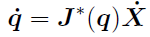 q̇ = J*(q)Ẋ